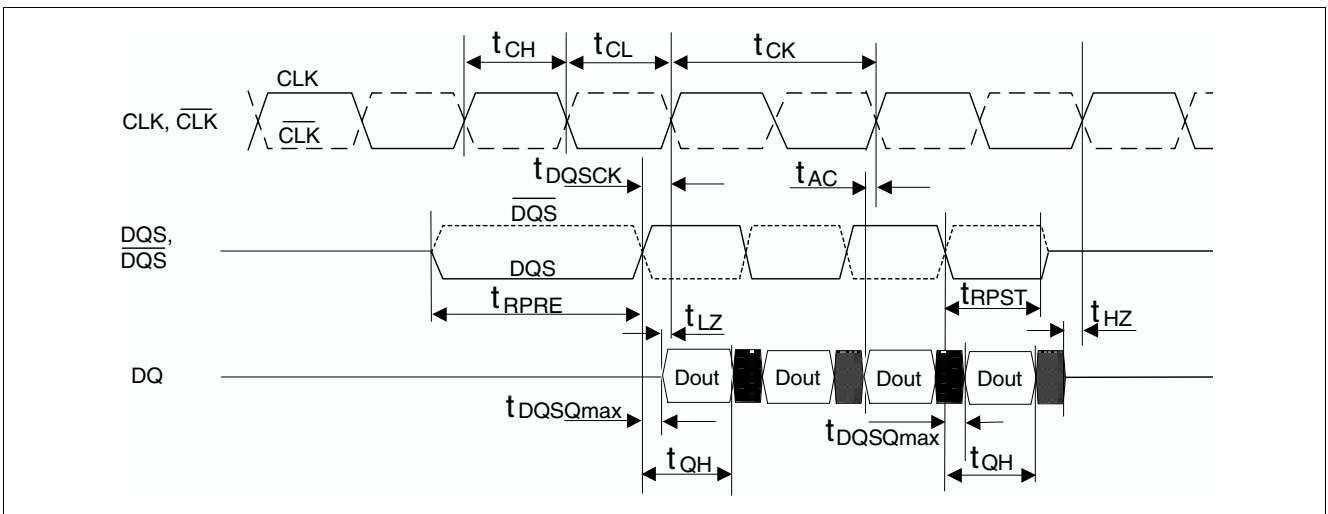 tCH tCL tCK
CLK
CLK, CLK
CLK
tDQSCK tAC
DQS
DQS,
DQS
DQS
tRPRE tLZ tRPST tHZ
DQ Dout Dout Dout Dout
tDQSQmax tDQSQmax
tQH tQH